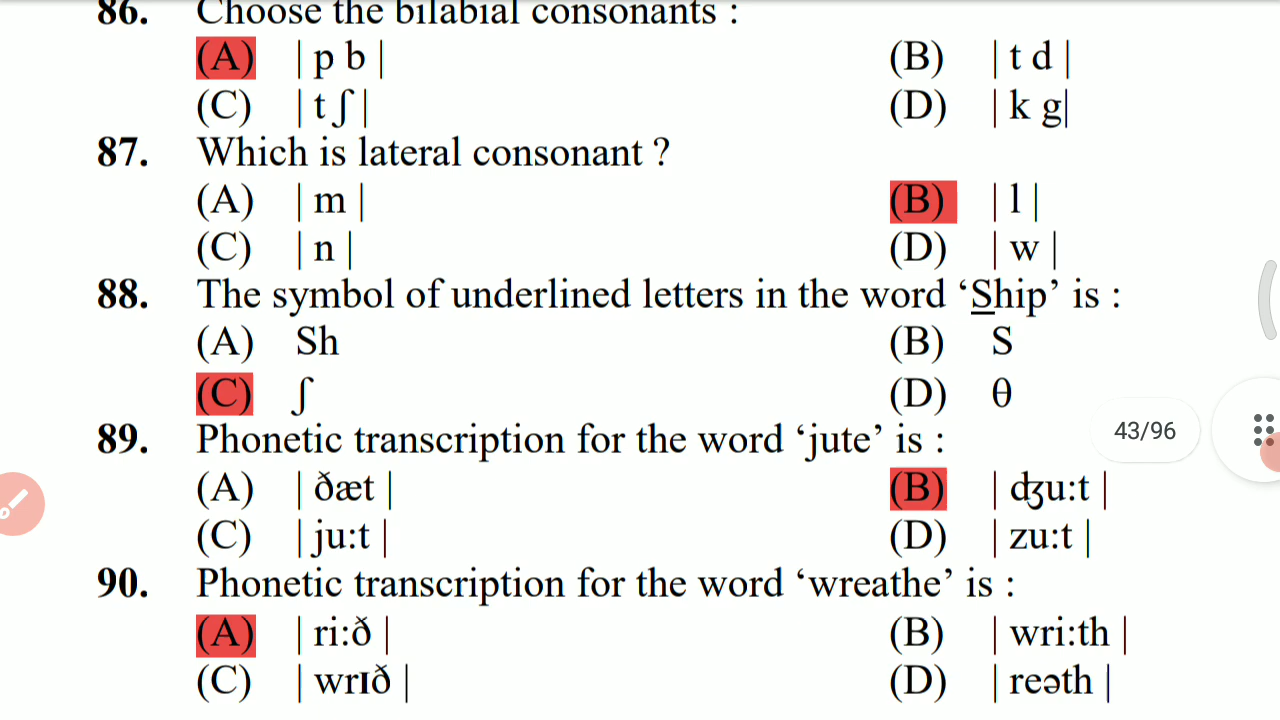 86. Choose the bilabial consonants :
(A) | p b | (B) | t d |
(C) | t ʃ | (D) | k g|
87. Which is lateral consonant ?
(A) | m | (B) | l |
(C) | n | (D) | w |
88. The symbol of underlined letters in the word ‘Ship’ is :
(A) Sh (B) S
(C) ʃ (D) θ
43/96
89. Phonetic transcription for the word ‘jute’ is :
(A) | ðæt | (B) | ʤu:t |
(C) | ju:t | (D) | zu:t |
90. Phonetic transcription for the word ‘wreathe’ is :
(A) | ri:ð | (B) | wri:th |
(C) | wrɪð | (D) | reəth |